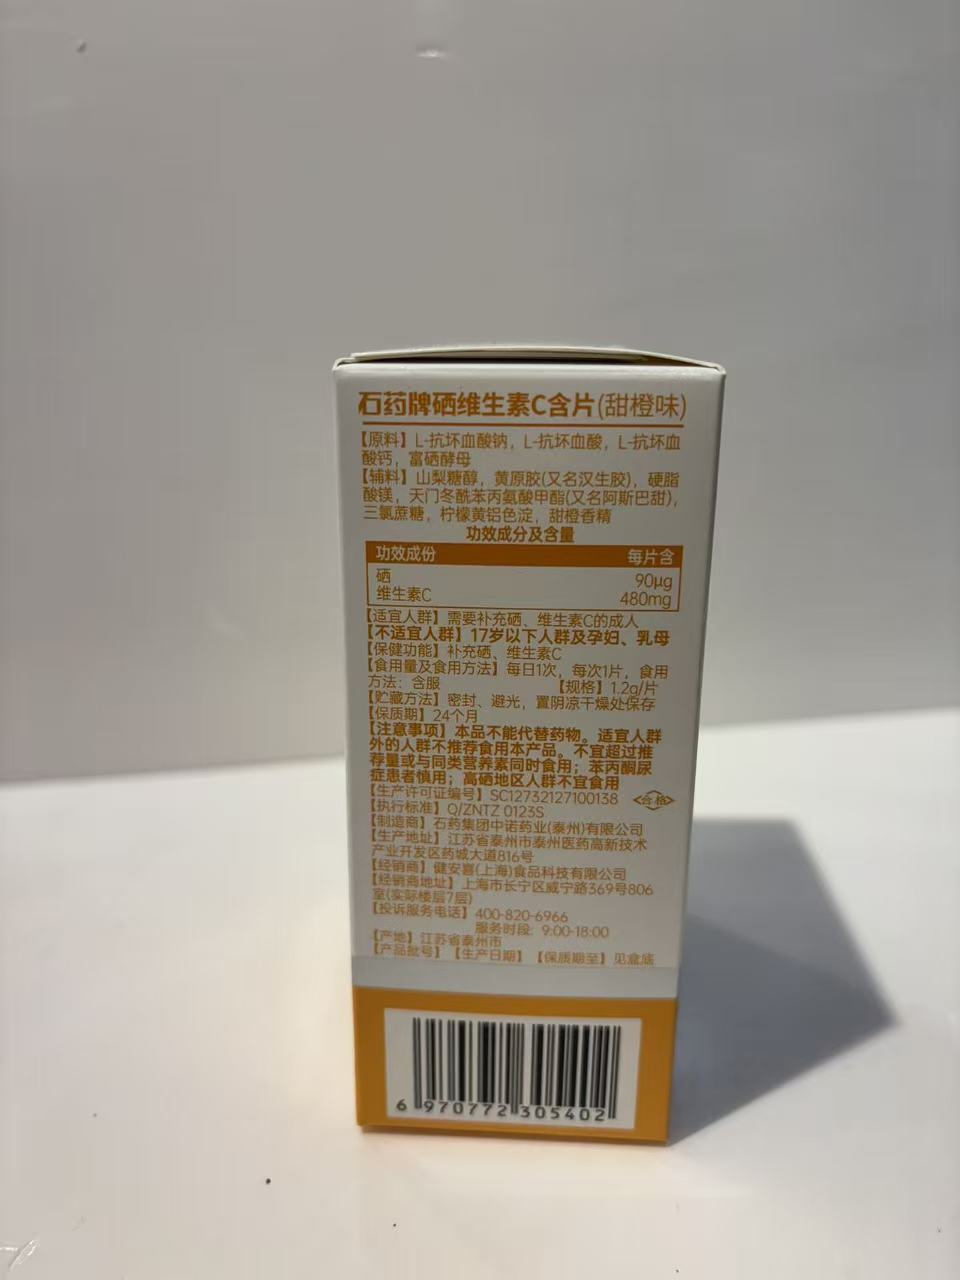 石药牌硒维生素C含片(甜橙味)
【原料】L-抗坏血酸钠，L-抗坏血酸，L-抗坏血
酸钙，富硒酵母
【辅料】山梨糖醇，黄原胶(又名汉生胶)，硬脂
酸镁，天门冬酰苯丙氨酸甲酯(又名阿斯巴甜)，
三氯蔗糖，柠檬黄铝色淀，甜橙香精
功效成分及含量
功效成份 每片含
硒 90μg
维生素C 480mg
【适宜人群】需要补充硒、维生素C的成人
【不适宜人群】17岁以下人群及孕妇、乳母
【保健功能】补充硒、维生素C
【食用量及食用方法】每日1次，每次1片，食用
方法：含服 【规格】1.2g/片
【贮藏方法】密封、避光，置阴凉干燥处保存
【保质期】24个月
【注意事项】本品不能代替药物。适宜人群
外的人群不推荐食用本产品。不宜超过推
荐量或与同类营养素同时食用；苯丙酮尿
症患者慎用；高硒地区人群不宜食用
【生产许可证编号】SC12732127100138 合格
【执行标准】Q/ZNTZ 0123S
【制造商】石药集团中诺药业(泰州)有限公司
【生产地址】江苏省泰州市泰州医药高新技术
产业开发区药城大道816号
【经销商】健安喜(上海)食品科技有限公司
【经销商地址】上海市长宁区威宁路369号806
室(实际楼层7层)
【投诉服务电话】400-820-6966
服务时段：9:00-18:00
【产地】江苏省泰州市
【产品批号】【生产日期】【保质期至】见盒底
6 970772 305402